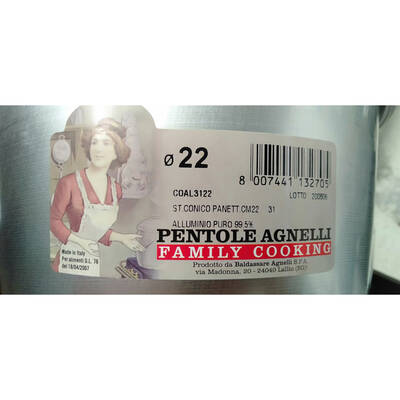 ø 22
8 007441 132705
COAL3122
LOTTO
ST.CONICO PANETT.CM22 31
ALLUMINIO PURO 99.5%
PENTOLE AGNELLI
FAMILY COOKING
Prodotto da Baldassare Agnelli S.P.A.
via Madonna, 20 - 24040 Lallio (BG)
Made in Italy
Per alimenti D.L. 76
del 18/04/2007